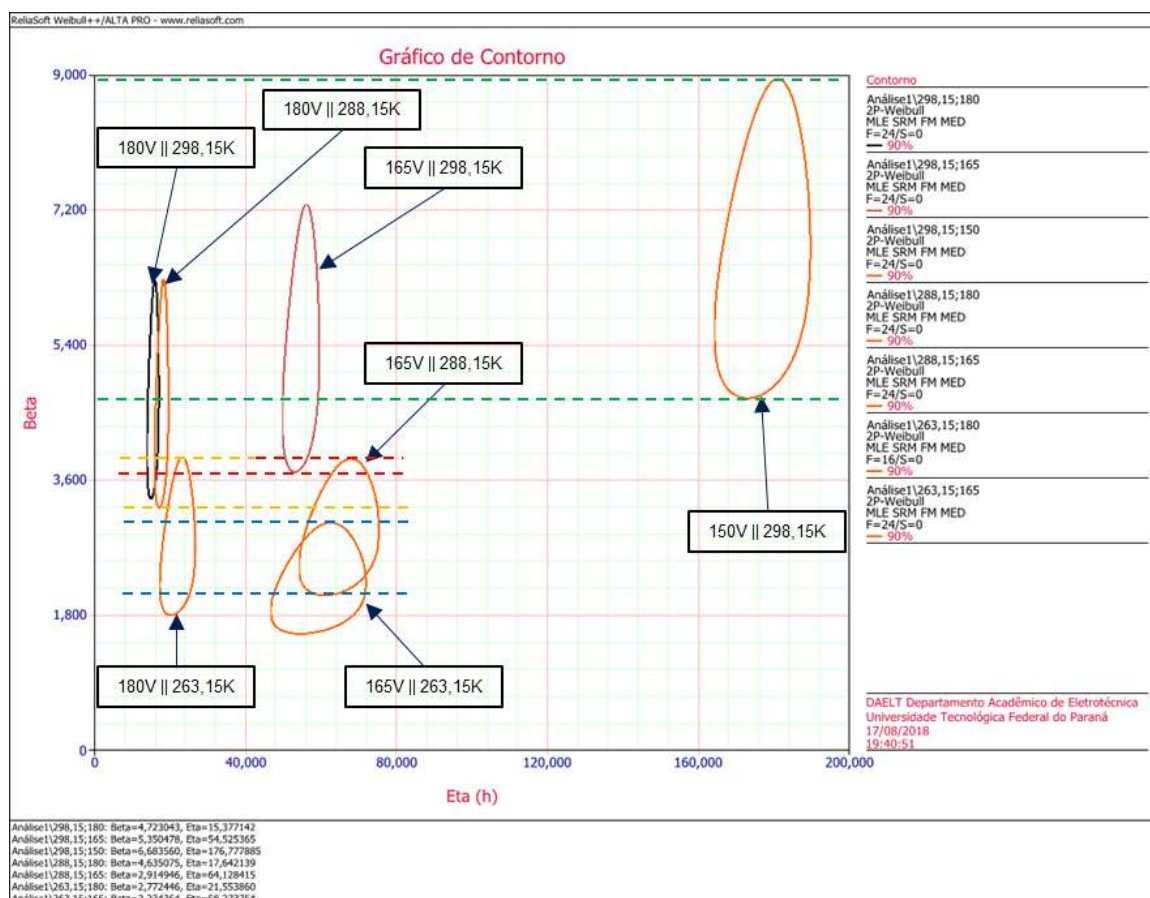 ReliaSoft Weibull++/ALTA PRO - www.reliasoft.com
Gráfico de Contorno
9,000
7,200
5,400
3,600
1,800
0
Beta
180V || 298,15K
180V || 288,15K
165V || 298,15K
165V || 288,15K
150V || 298,15K
180V || 263,15K
165V || 263,15K
0
40,000
80,000
120,000
160,000
200,000
Eta (h)
Contorno
Análise1\298,15;180
2P-Weibull
MLE SRM FM MED
F=24/S=0
90%
Análise1\298,15;165
2P-Weibull
MLE SRM FM MED
F=24/S=0
90%
Análise1\298,15;150
2P-Weibull
MLE SRM FM MED
F=24/S=0
90%
Análise1\288,15;180
2P-Weibull
MLE SRM FM MED
F=24/S=0
90%
Análise1\288,15;165
2P-Weibull
MLE SRM FM MED
F=24/S=0
90%
Análise1\263,15;180
2P-Weibull
MLE SRM FM MED
F=16/S=0
90%
Análise1\263,15;165
2P-Weibull
MLE SRM FM MED
F=24/S=0
90%
DAELT Departamento Acadêmico de Eletrotécnica
Universidade Tecnológica Federal do Paraná
17/08/2018
19:40:51
Análise1\298,15;180: Beta=4,723043, Eta=15,377142
Análise1\298,15;165: Beta=5,350478, Eta=54,525365
Análise1\298,15;150: Beta=6,683560, Eta=176,777885
Análise1\288,15;180: Beta=4,635075, Eta=17,642139
Análise1\288,15;165: Beta=2,914946, Eta=64,128415
Análise1\263,15;180: Beta=2,772446, Eta=21,553860